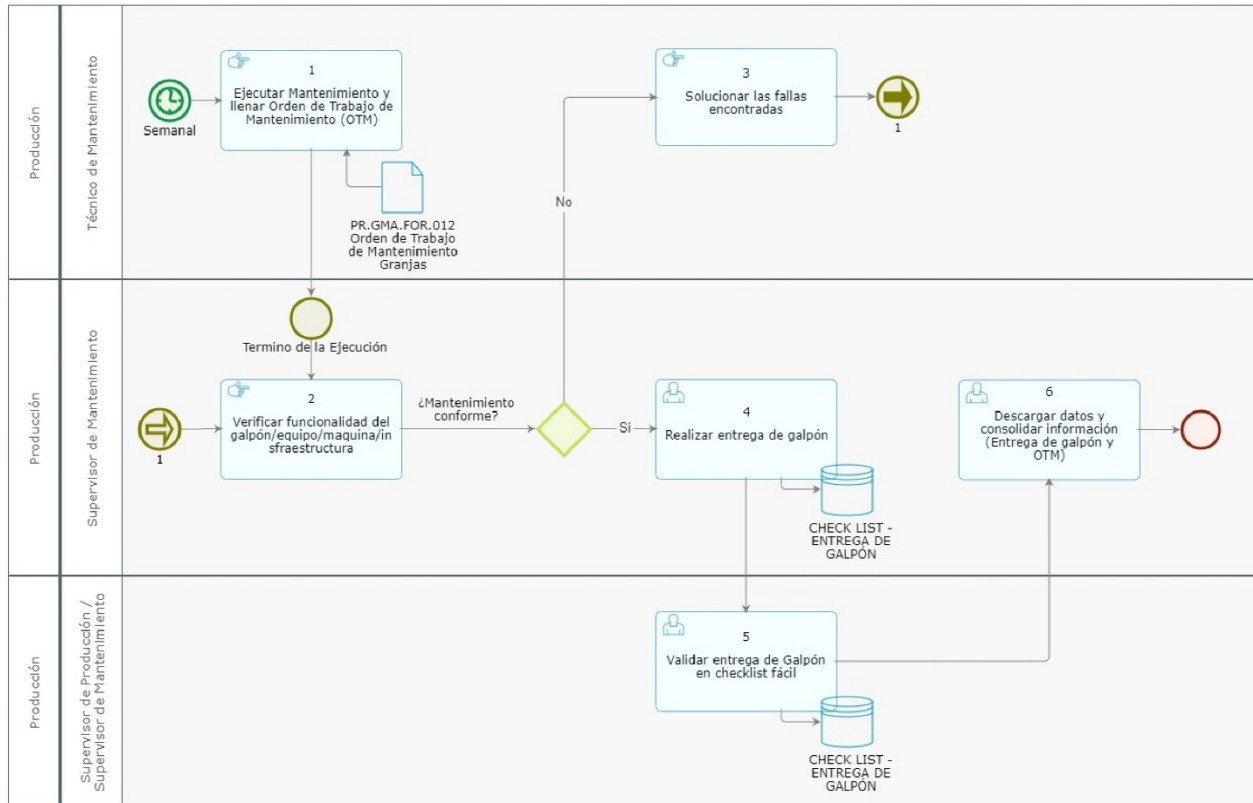 Producción
Técnico de Mantenimiento
Semanal
1
Ejecutar Mantenimiento y
llenar Orden de Trabajo de
Mantenimiento (OTM)
PR.GMA.FOR.012
Orden de Trabajo
de Mantenimiento
Granjas
No
3
Solucionar las fallas
encontradas
1
Producción
Supervisor de Mantenimiento
Termino de la Ejecución
1
2
Verificar funcionalidad del
galpón/equipo/maquina/in
sfraestructura
¿Mantenimiento
conforme?
Si
4
Realizar entrega de galpón
CHECK LIST -
ENTREGA DE
GALPÓN
6
Descargar datos y
consolidar información
(Entrega de galpón y
OTM)
Producción
Supervisor de Producción /
Supervisor de Mantenimiento
5
Validar entrega de Galpón
en checklist fácil
CHECK LIST -
ENTREGA DE
GALPÓN